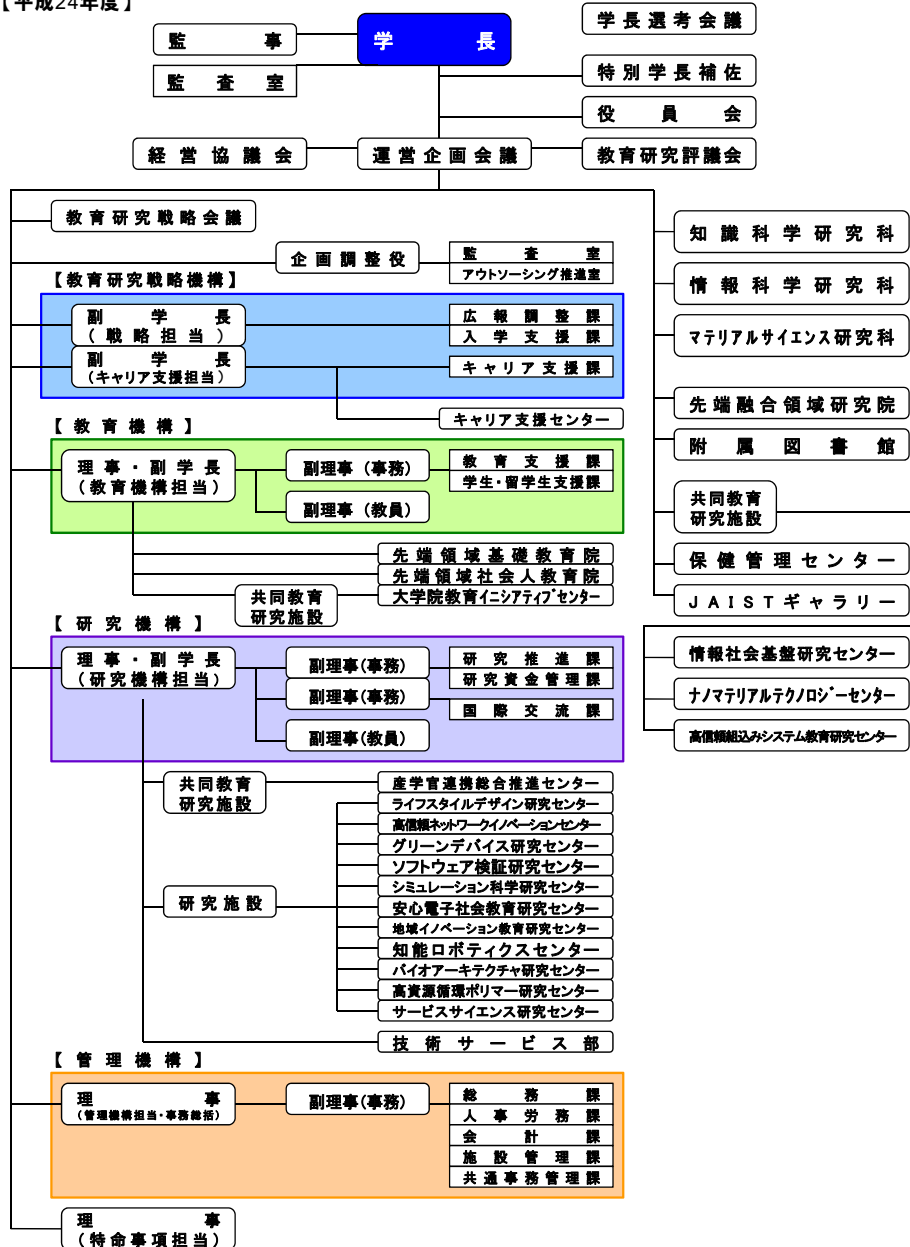 【平成24年度】
学長
監事
監査室
学長選考会議
特別学長補佐
役員会
経営協議会
運営企画会議
教育研究評議会
教育研究戦略会議
企画調整役
監査室
アウトソーシング推進室
【教育研究戦略機構】
副学長
(戦略担当)
広報調整課
入学支援課
副学長
(キャリア支援担当)
キャリア支援課
キャリア支援センター
【教育機構】
理事・副学長
(教育機構担当)
副理事(事務)
教育支援課
学生・留学生支援課
副理事(教員)
先端領域基礎教育院
先端領域社会人教育院
共同教育
研究施設
大学院教育イニシアティブセンター
【研究機構】
理事・副学長
(研究機構担当)
副理事(事務)
研究推進課
研究資金管理課
副理事(事務)
国際交流課
副理事(教員)
共同教育
研究施設
産学官連携総合推進センター
研究施設
ライフスタイルデザイン研究センター
高信頼ネットワークイノベーションセンター
グリーンデバイス研究センター
ソフトウェア検証研究センター
シミュレーション科学研究センター
安心電子社会教育研究センター
地域イノベーション教育研究センター
知能ロボティクスセンター
バイオアーキテクチャ研究センター
高資源循環ポリマー研究センター
サービスサイエンス研究センター
技術サービス部
【管理機構】
理事
(管理機構担当・事務総括)
副理事(事務)
総務課
人事労務課
会計課
施設管理課
共通事務管理課
理事
(特命事項担当)
知識科学研究科
情報科学研究科
マテリアルサイエンス研究科
先端融合領域研究院
附属図書館
共同教育
研究施設
保健管理センター
JAISTギャラリー
情報社会基盤研究センター
ナノマテリアルテクノロジーセンター
高信頼組込みシステム教育研究センター